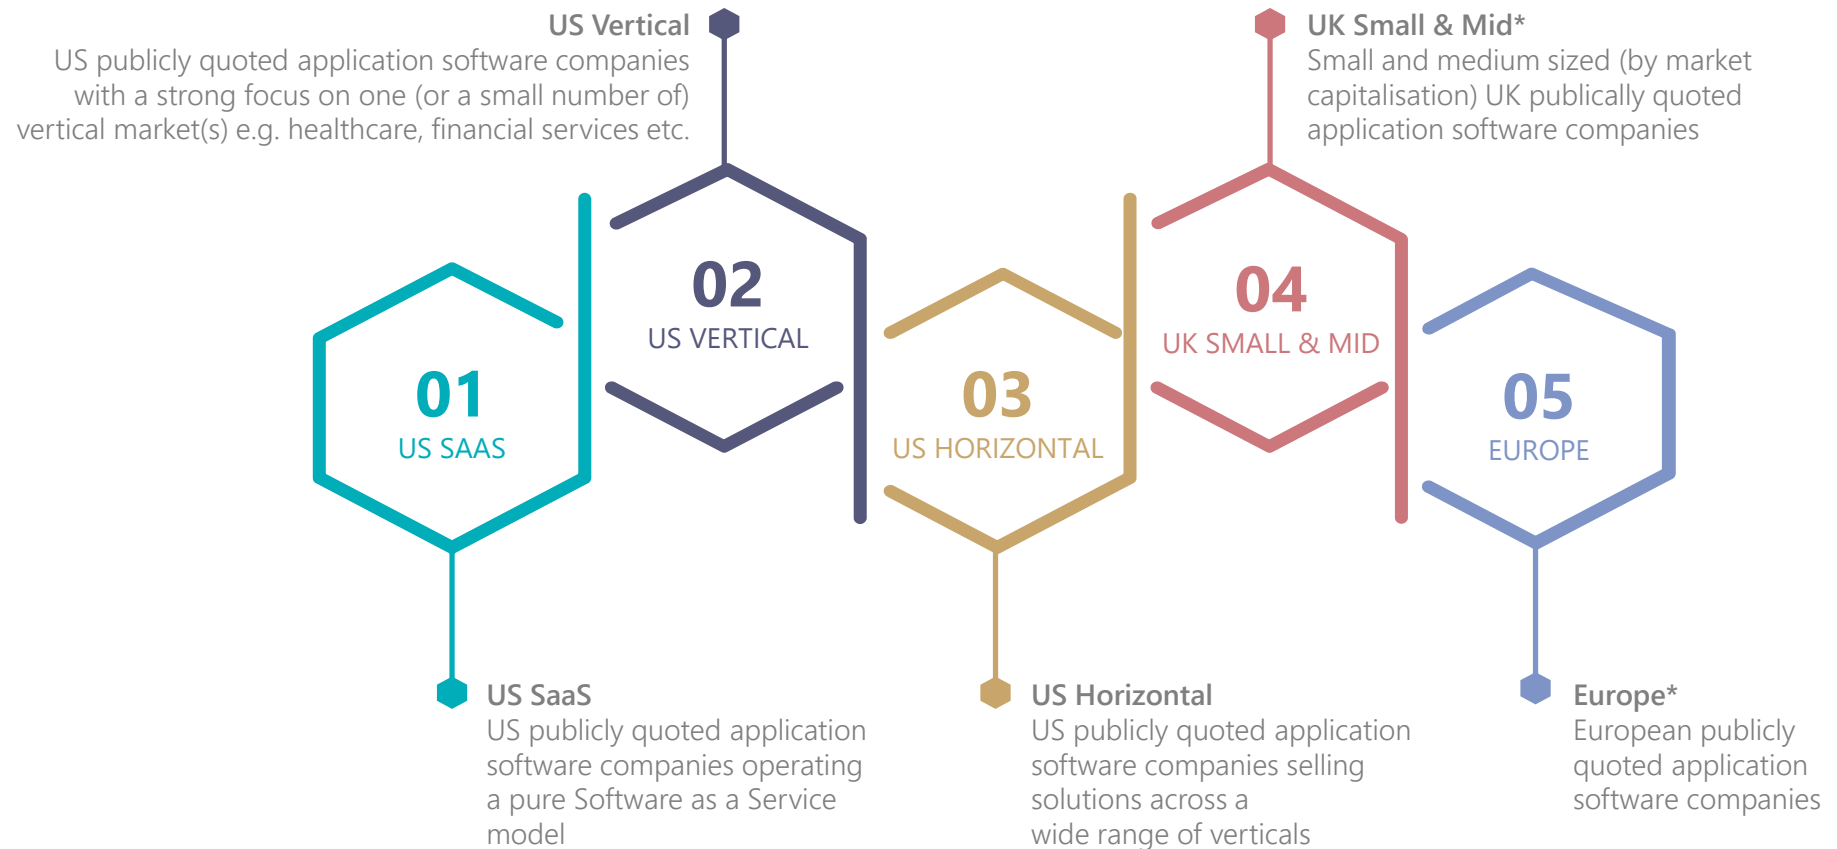 US Vertical
US publicly quoted application software companies
with a strong focus on one (or a small number of)
vertical market(s) e.g. healthcare, financial services etc.
UK Small & Mid*
Small and medium sized (by market
capitalisation) UK publically quoted
application software companies
01
US SAAS
02
US VERTICAL
03
US HORIZONTAL
04
UK SMALL & MID
05
EUROPE
US SaaS
US publicly quoted application
software companies operating
a pure Software as a Service
model
US Horizontal
US publicly quoted application
software companies selling
solutions across a
wide range of verticals
Europe*
European publicly
quoted application
software companies